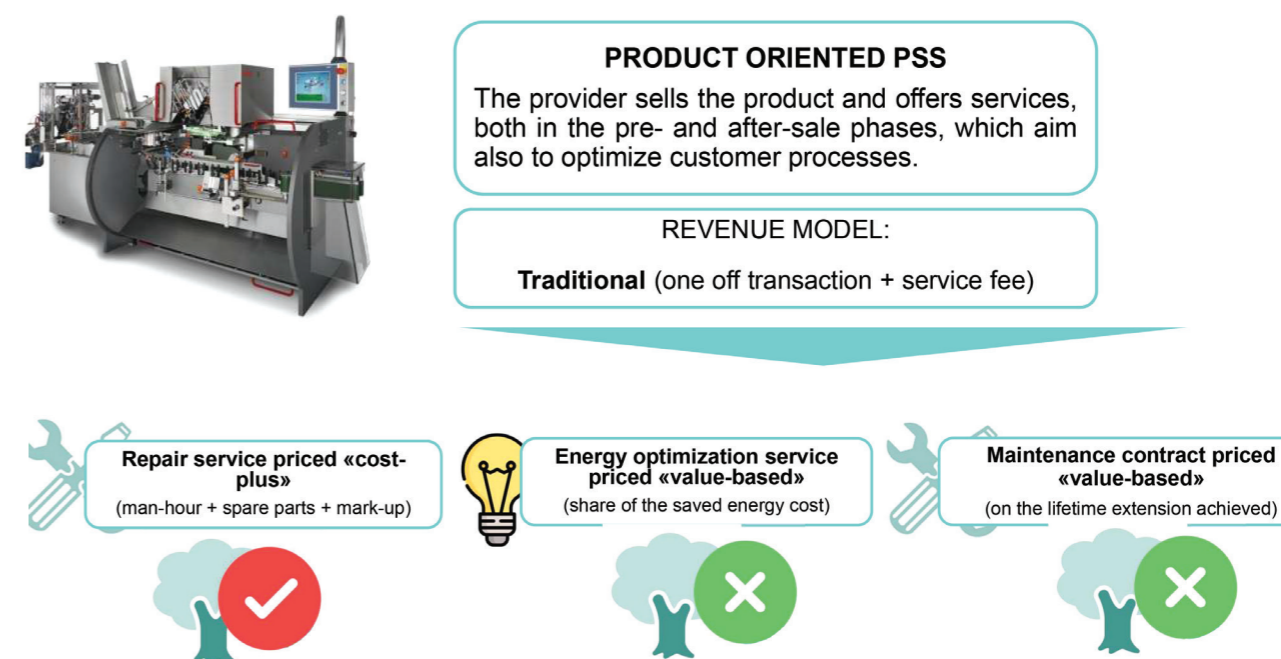 PRODUCT ORIENTED PSS
The provider sells the product and offers services,
both in the pre- and after-sale phases, which aim
also to optimize customer processes.
REVENUE MODEL:
Traditional (one off transaction + service fee)
Repair service priced «cost-
plus»
(man-hour + spare parts + mark-up)
Energy optimization service
priced «value-based»
(share of the saved energy cost)
Maintenance contract priced
«value-based»
(on the lifetime extension achieved)